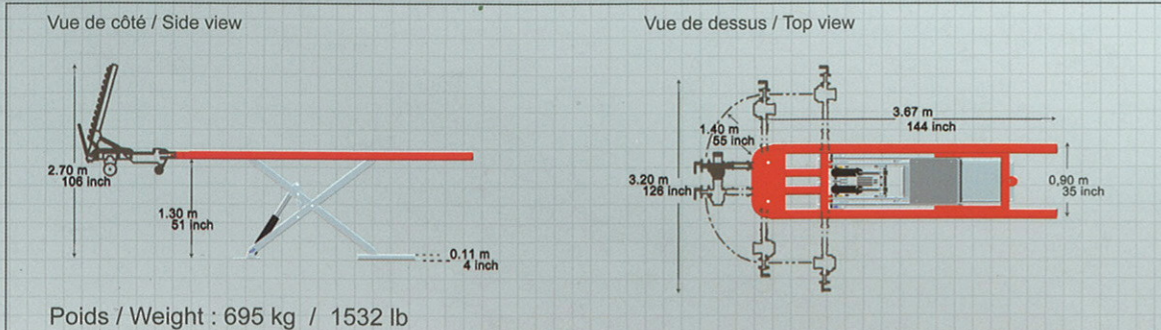 Vue de côté / Side view
2.70 m
106 inch
1.30 m
51 inch
0.11 m
4 inch
Poids / Weight : 695 kg / 1532 lb
Vue de dessus / Top view
3.67 m
144 inch
1.40 m
55 inch
3.20 m
126 inch
0,90 m
35 inch